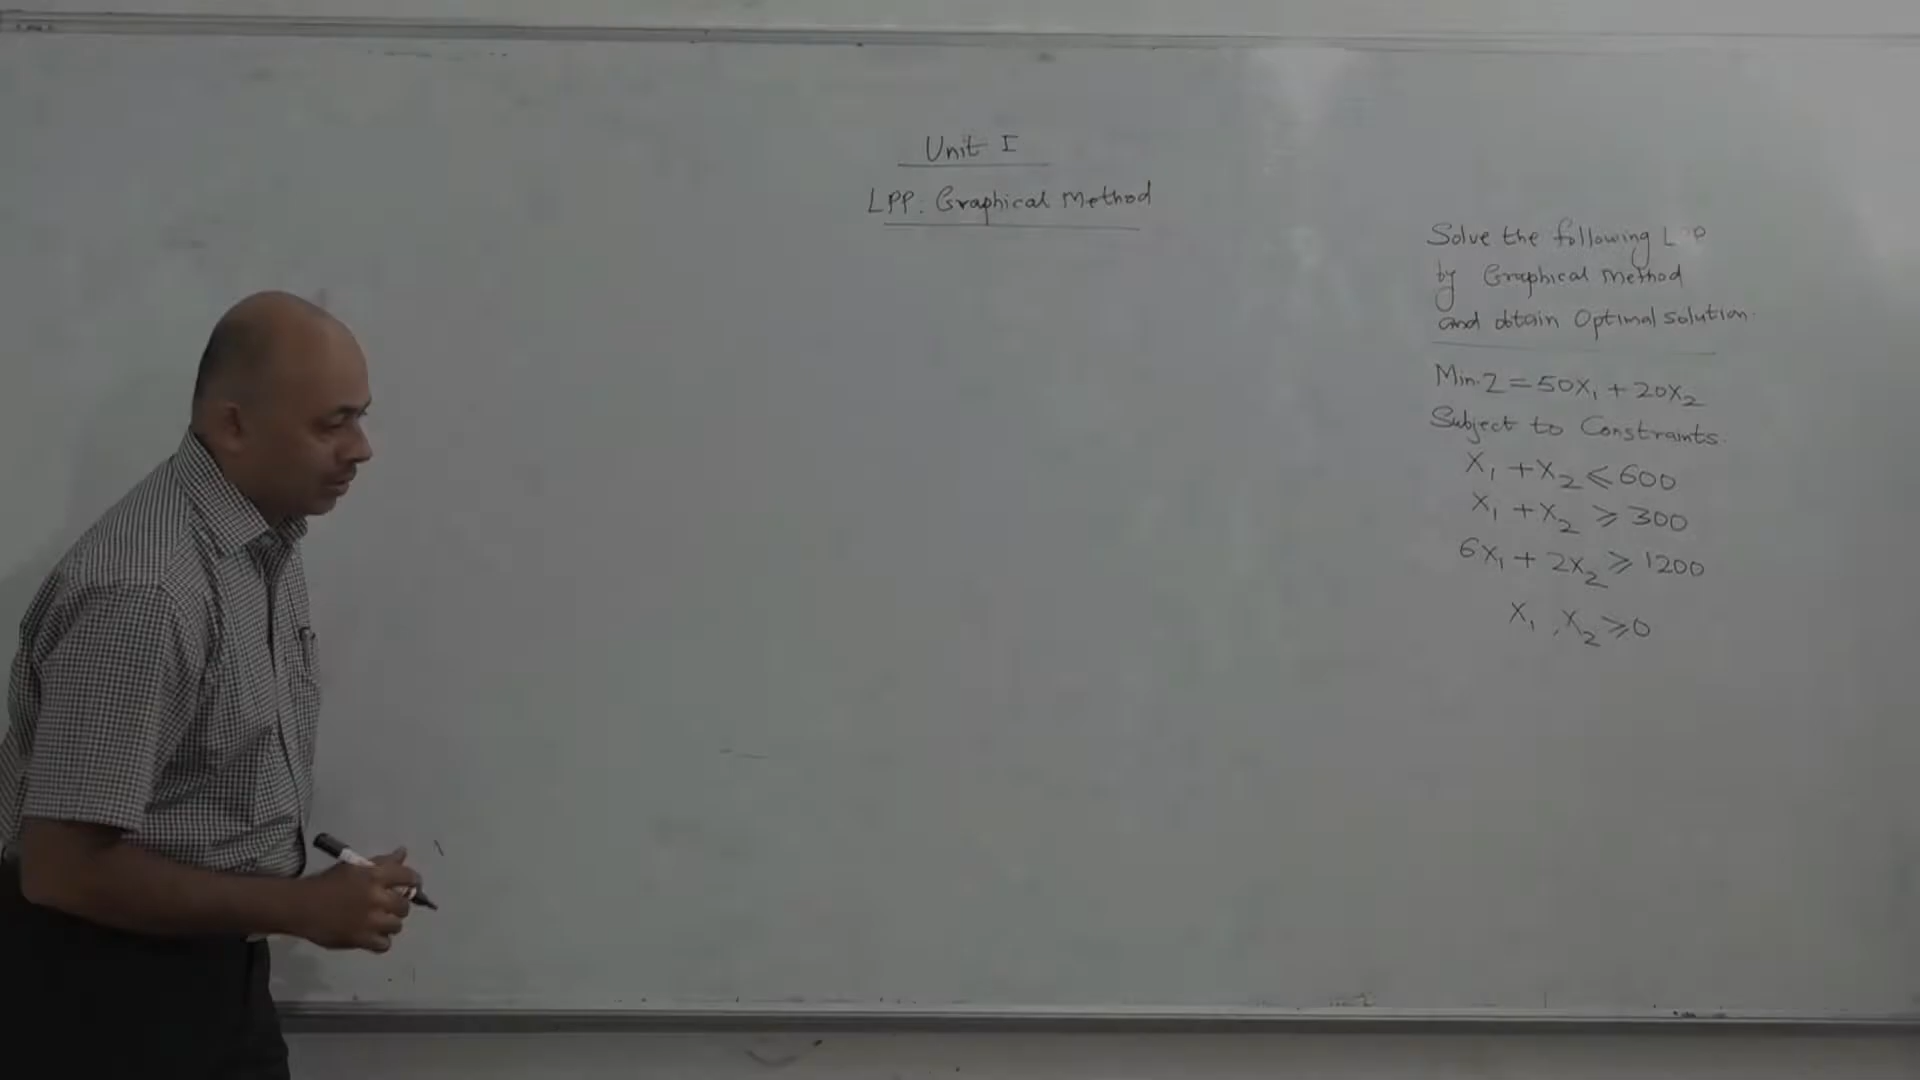 Unit I
LPP: Graphical Method
Solve the following L P
by Graphical Method
and obtain Optimal solution.
Min. Z = 50X₁ + 20X₂
Subject to Constraints.
X₁ + X₂ ⩽ 600
X₁ + X₂ ⩾ 300
6X₁ + 2X₂ ⩾ 1200
X₁, X₂ ⩾ 0